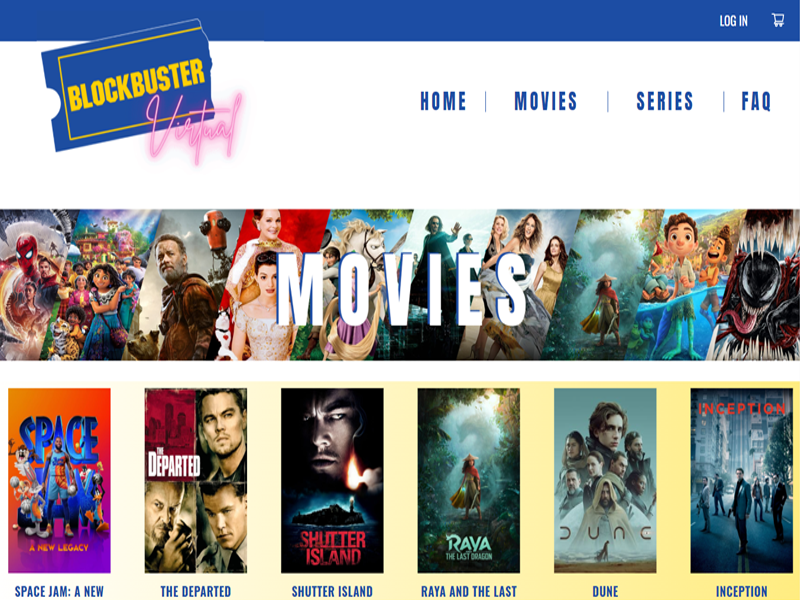 LOG IN
BLOCKBUSTER
Virtual
HOME
MOVIES
SERIES
FAQ
MOVIES
SPACE
A NEW LEGACY
THE
DEPARTED
SHUTTER
ISLAND
RAYA
AND
THE LAST DRAGON
DUNE
INCEPTION
SPACE JAM: A NEW
THE DEPARTED
SHUTTER ISLAND
RAYA AND THE LAST
DUNE
INCEPTION